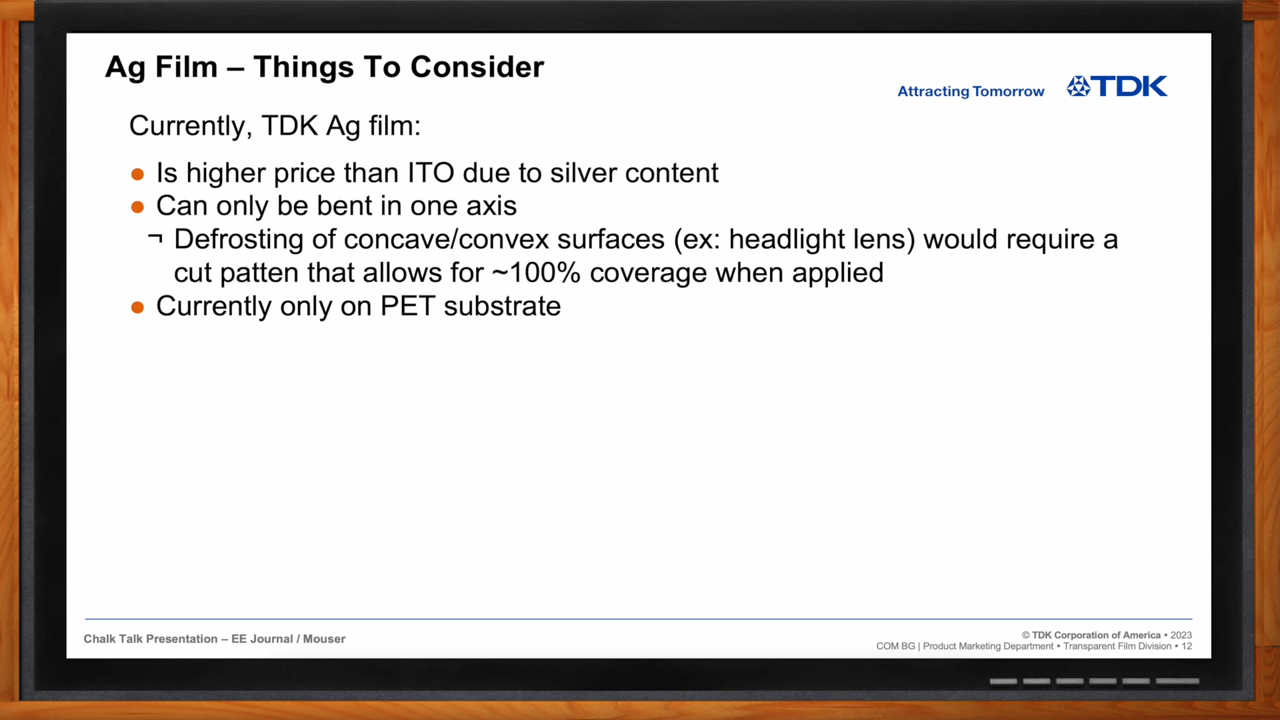 Ag Film – Things To Consider
Attracting Tomorrow TDK
Currently, TDK Ag film:
● Is higher price than ITO due to silver content
● Can only be bent in one axis
¬ Defrosting of concave/convex surfaces (ex: headlight lens) would require a
cut patten that allows for ~100% coverage when applied
● Currently only on PET substrate
Chalk Talk Presentation – EE Journal / Mouser
© TDK Corporation of America • 2023
COM BG | Product Marketing Department • Transparent Film Division • 12